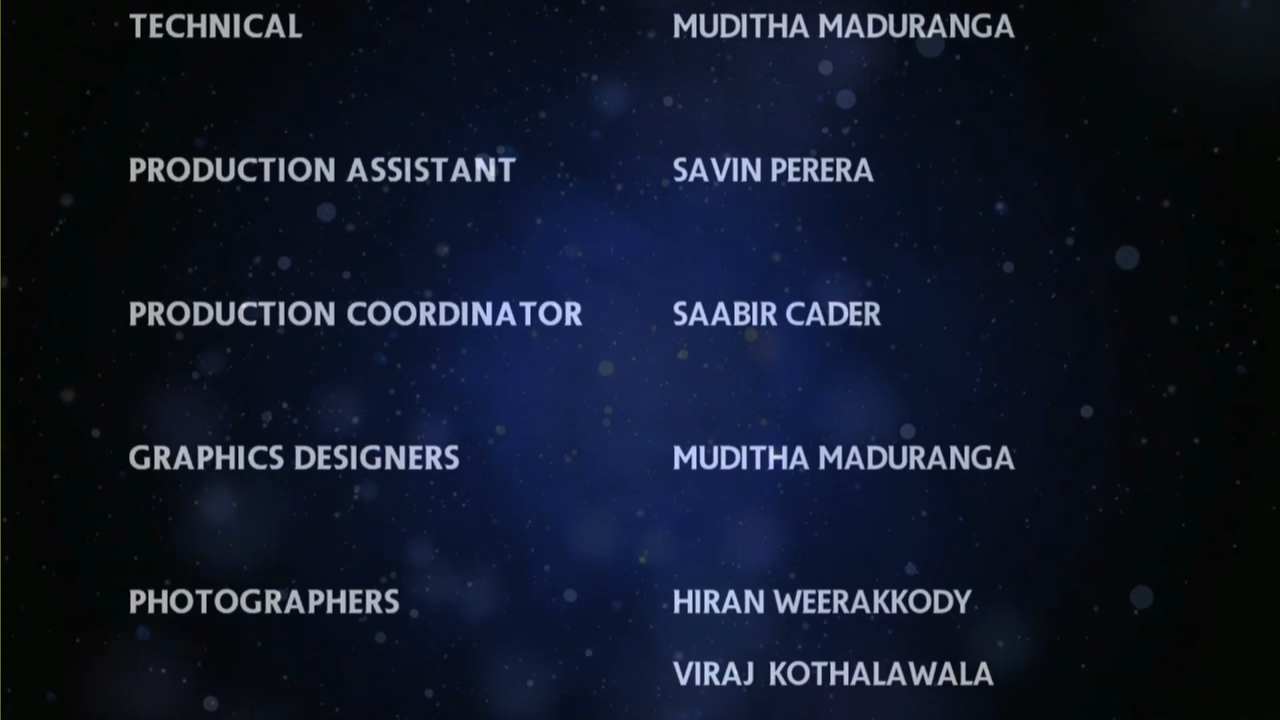 TECHNICAL MUDITHA MADURANGA
PRODUCTION ASSISTANT SAVIN PERERA
PRODUCTION COORDINATOR SAABIR CADER
GRAPHICS DESIGNERS MUDITHA MADURANGA
PHOTOGRAPHERS HIRAN WEERAKKODY
VIRAJ KOTHALAWALA